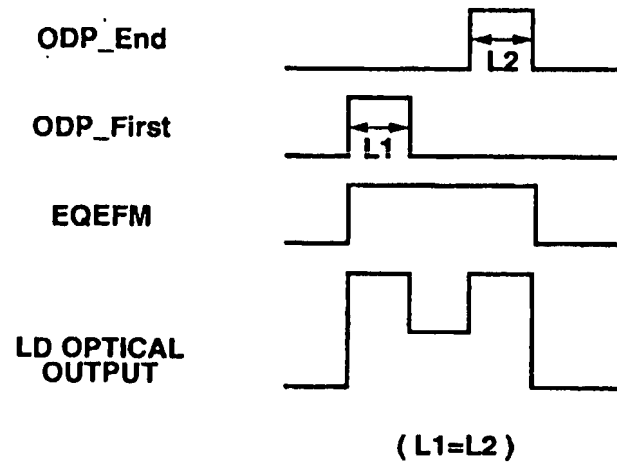 ODP_End
L2
ODP_First
L1
EQEFM
LD OPTICAL
OUTPUT
( L1=L2 )